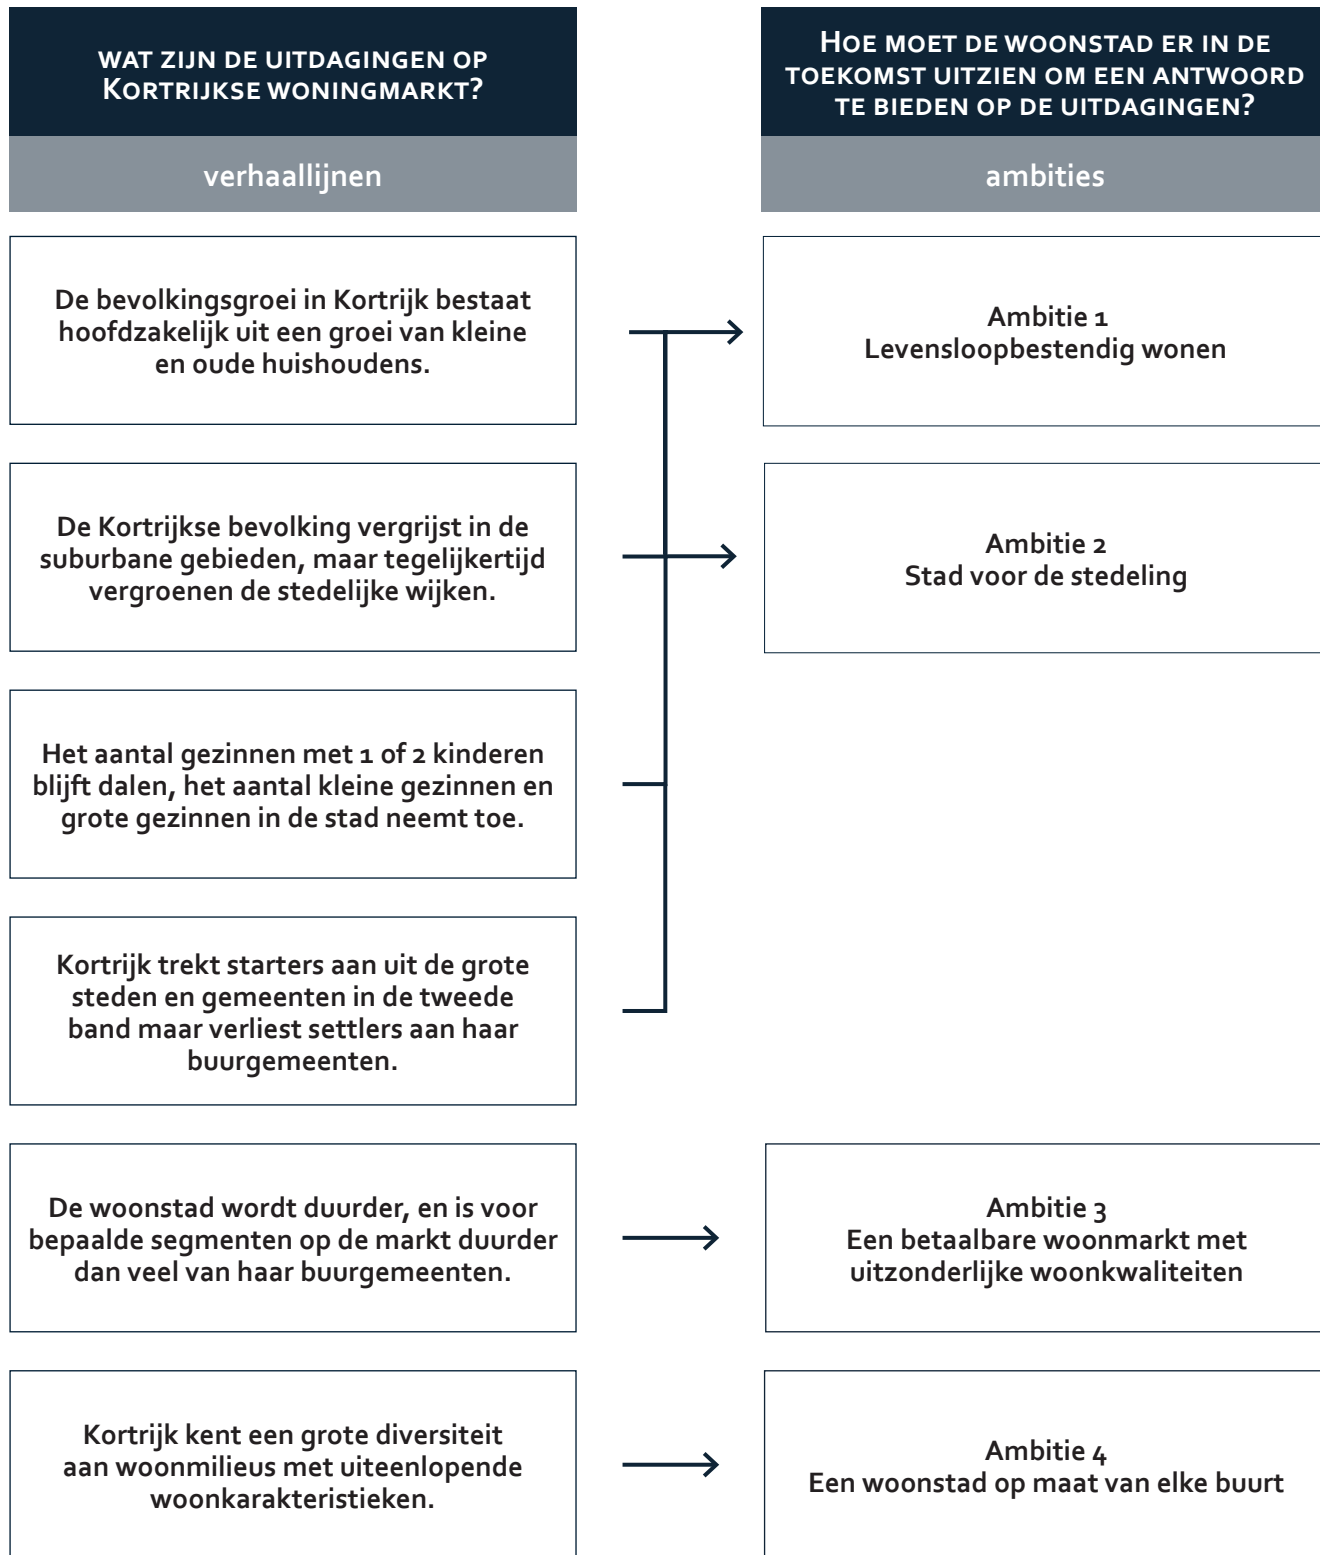 WAT ZIJN DE UITDAGINGEN OP
KORTRIJKSE WONINGMARKT?
verhaallijnen
De bevolkingsgroei in Kortrijk bestaat
hoofdzakelijk uit een groei van kleine
en oude huishoudens.
De Kortrijkse bevolking vergrijst in de
suburbane gebieden, maar tegelijkertijd
vergroenen de stedelijke wijken.
Het aantal gezinnen met 1 of 2 kinderen
blijft dalen, het aantal kleine gezinnen en
grote gezinnen in de stad neemt toe.
Kortrijk trekt starters aan uit de grote
steden en gemeenten in de tweede
band maar verliest settlers aan haar
buurgemeenten.
De woonstad wordt duurder, en is voor
bepaalde segmenten op de markt duurder
dan veel van haar buurgemeenten.
Kortrijk kent een grote diversiteit
aan woonmilieus met uiteenlopende
woonkarakteristieken.
HOE MOET DE WOONSTAD ER IN DE
TOEKOMST UITZIEN OM EEN ANTWOORD
TE BIEDEN OP DE UITDAGINGEN?
ambities
Ambitie 1
Levensloopbestendig wonen
Ambitie 2
Stad voor de stedeling
Ambitie 3
Een betaalbare woonmarkt met
uitzonderlijke woonkwaliteiten
Ambitie 4
Een woonstad op maat van elke buurt